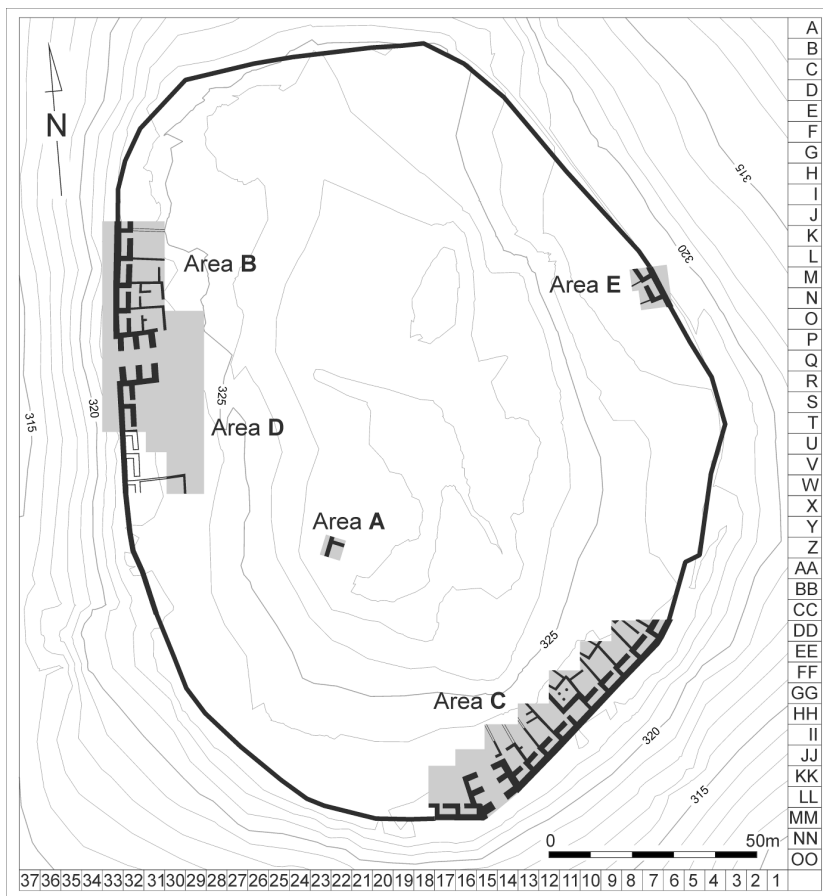 A
B
C
D
E
F
G
H
I
J
K
L
M
N
O
P
Q
R
S
T
U
V
W
X
Y
Z
AA
BB
CC
DD
EE
FF
GG
HH
II
JJ
KK
LL
MM
NN
OO
N
315
320
Area B
Area E
315
320
325
Area D
Area A
325
Area C
320
315
0 50m
37 36 35 34 33 32 31 30 29 28 27 26 25 24 23 22 21 20 19 18 17 16 15 14 13 12 11 10 9 8 7 6 5 4 3 2 1